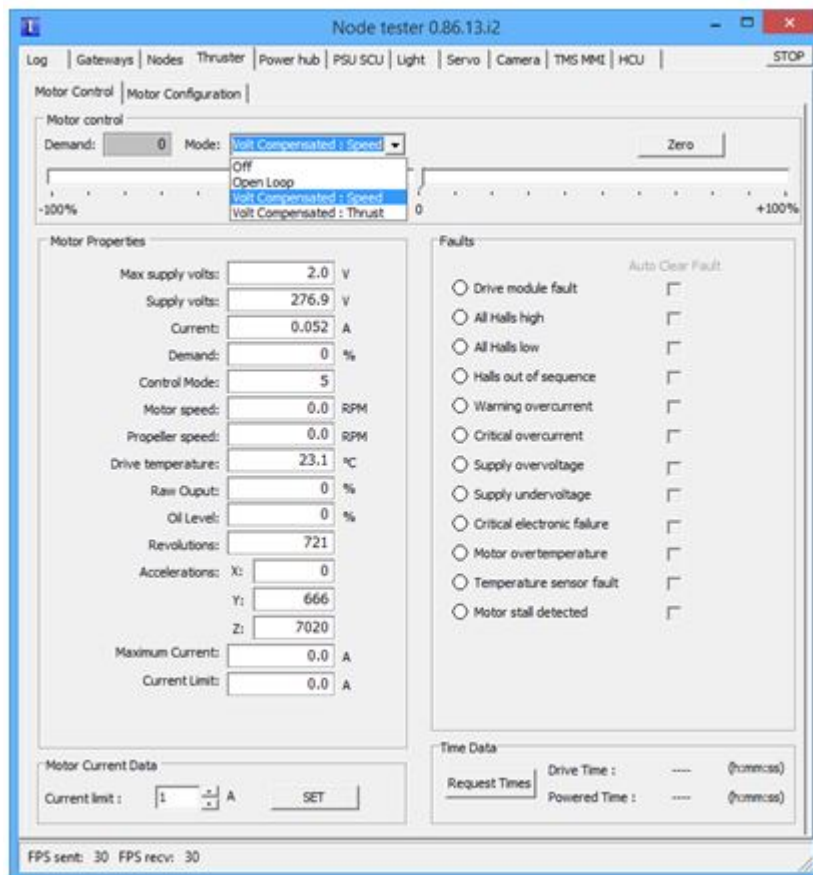 Node tester 0.86.13.i2
Log Gateways Nodes Thruster Power hub PSU SCU Light Servo Camera TMS MMI HCU STOP
Motor Control Motor Configuration
Motor control
Demand: 0 Mode: Volt Compensated : Speed Zero
Off
Open Loop
Volt Compensated : Speed
Volt Compensated : Thrust
-100% 0 +100%
Motor Properties
Max supply volts: 2.0 V
Supply volts: 276.9 V
Current: 0.052 A
Demand: 0 %
Control Mode: 5
Motor speed: 0.0 RPM
Propeller speed: 0.0 RPM
Drive temperature: 23.1 ºC
Raw Ouput: 0 %
Oil Level: 0 %
Revolutions: 721
Accelerations: X: 0
Y: 666
Z: 7020
Maximum Current: 0.0 A
Current Limit: 0.0 A
Faults
Auto Clear Fault
Drive module fault
All Halls high
All Halls low
Halls out of sequence
Warning overcurrent
Critical overcurrent
Supply overvoltage
Supply undervoltage
Critical electronic failure
Motor overtemperature
Temperature sensor fault
Motor stall detected
Motor Current Data
Current limit : 1 A SET
Time Data
Request Times
Drive Time : ---- (h:mm:ss)
Powered Time : ---- (h:mm:ss)
FPS sent: 30 FPS recv: 30